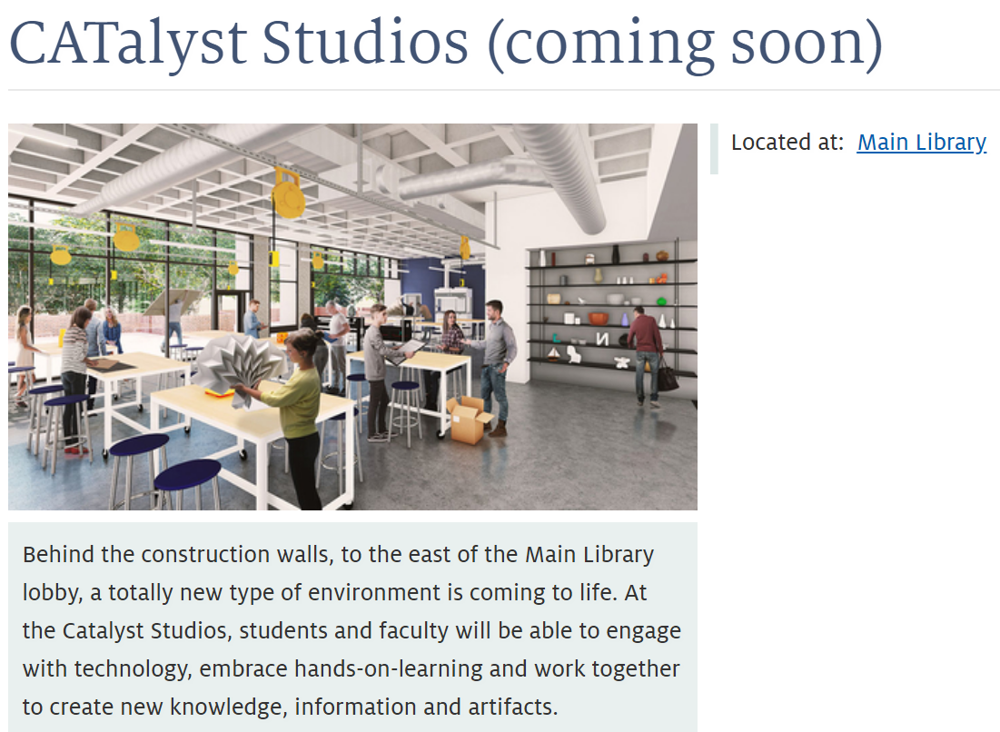 CATalyst Studios (coming soon)
Located at: Main Library
Behind the construction walls, to the east of the Main Library
lobby, a totally new type of environment is coming to life. At
the Catalyst Studios, students and faculty will be able to engage
with technology, embrace hands-on-learning and work together
to create new knowledge, information and artifacts.